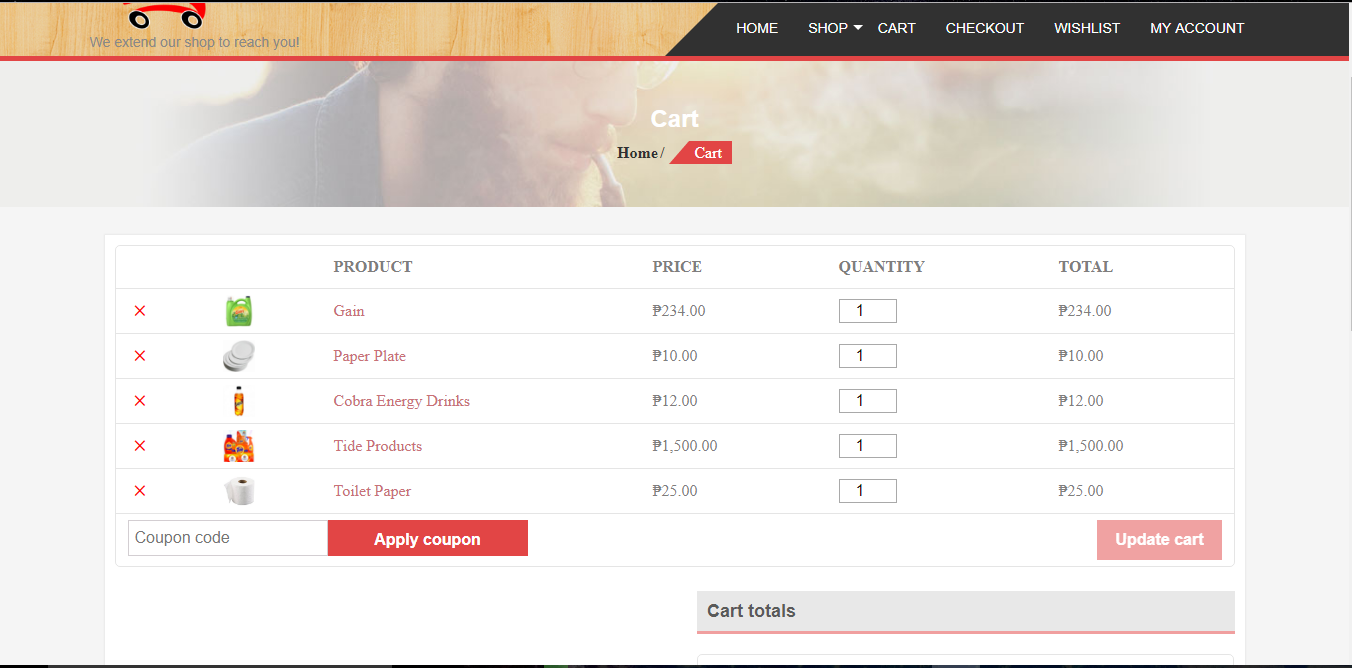 We extend our shop to reach you!
HOME SHOP CART CHECKOUT WISHLIST MY ACCOUNT
Cart
Home/ Cart
PRODUCT PRICE QUANTITY TOTAL
× Gain ₱234.00 1 ₱234.00
× Paper Plate ₱10.00 1 ₱10.00
× Cobra Energy Drinks ₱12.00 1 ₱12.00
× Tide Products ₱1,500.00 1 ₱1,500.00
× Toilet Paper ₱25.00 1 ₱25.00
Coupon code Apply coupon Update cart
Cart totals